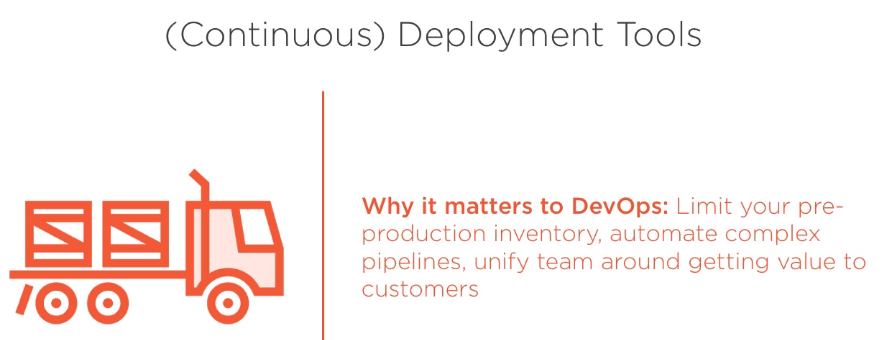 (Continuous) Deployment Tools
Why it matters to DevOps: Limit your pre-
production inventory, automate complex
pipelines, unify team around getting value to
customers